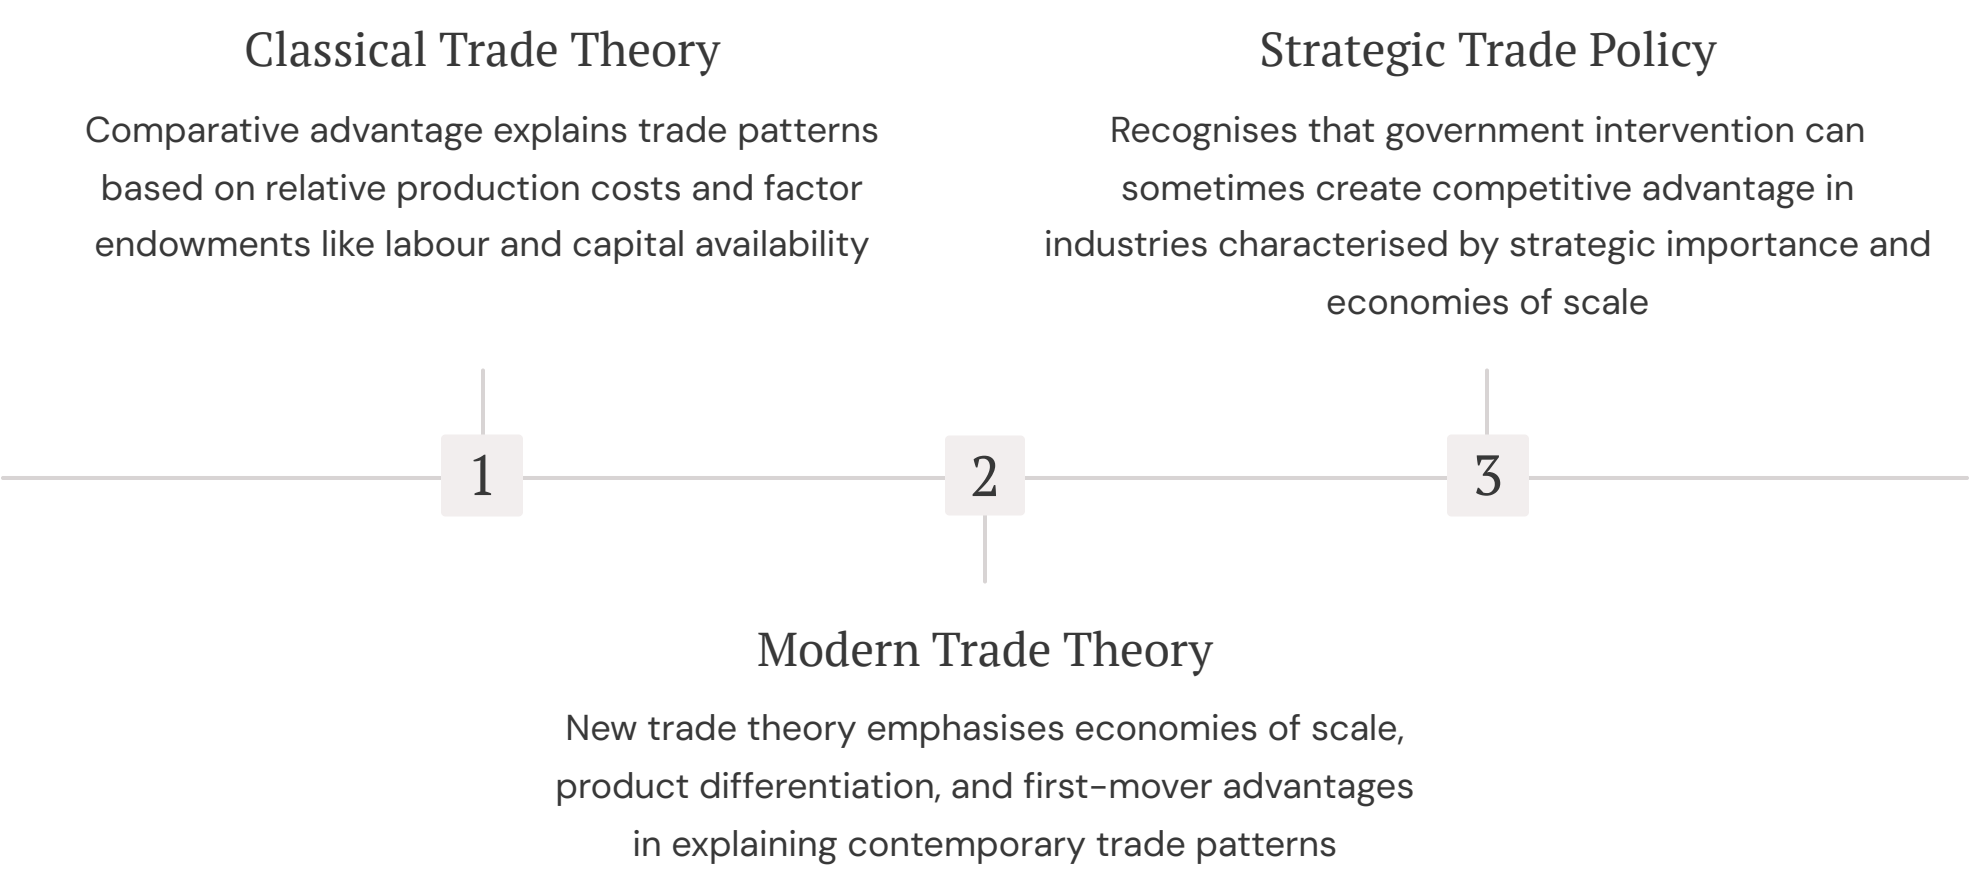 Classical Trade Theory
Comparative advantage explains trade patterns
based on relative production costs and factor
endowments like labour and capital availability
Strategic Trade Policy
Recognises that government intervention can
sometimes create competitive advantage in
industries characterised by strategic importance and
economies of scale
1
2
3
Modern Trade Theory
New trade theory emphasises economies of scale,
product differentiation, and first-mover advantages
in explaining contemporary trade patterns